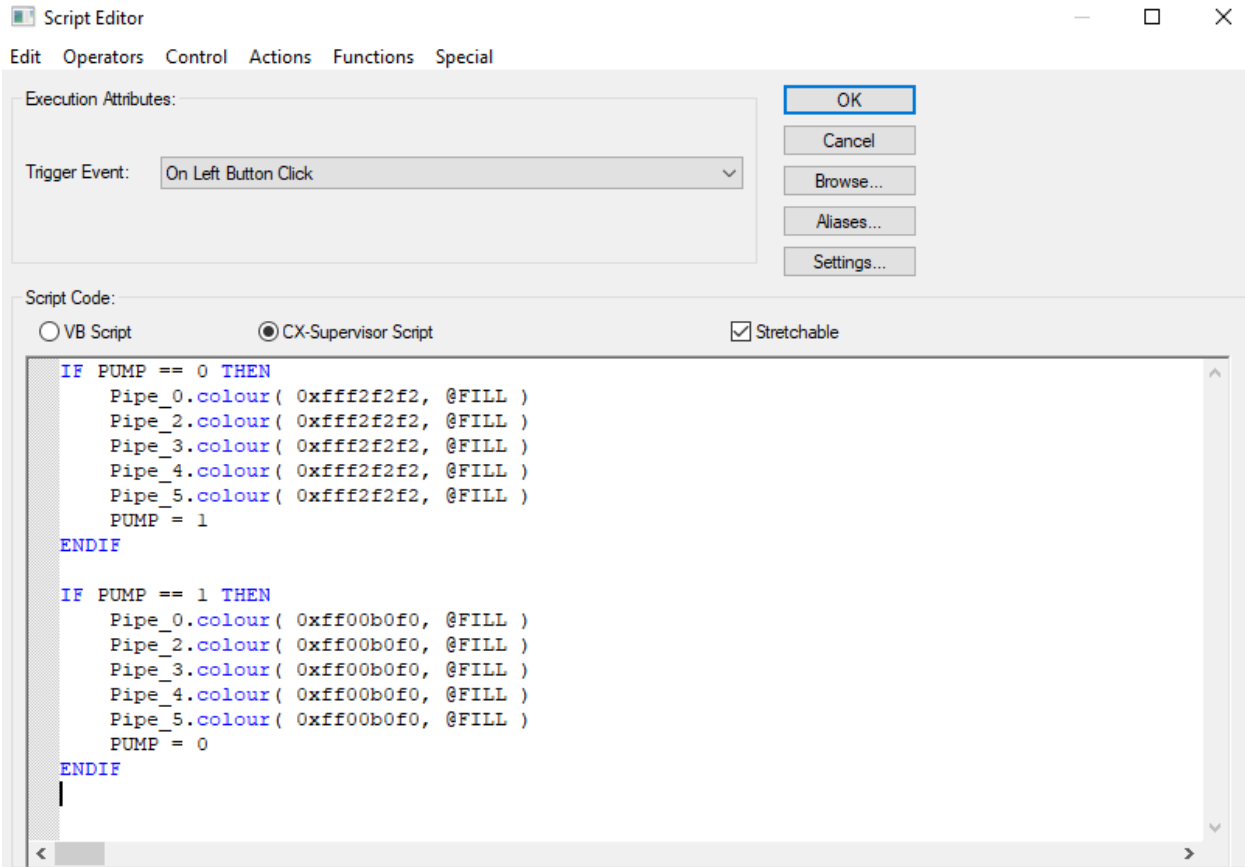 Script Editor
Edit Operators Control Actions Functions Special
Execution Attributes:
OK
Cancel
Trigger Event: On Left Button Click
Browse...
Aliases...
Settings...
Script Code:
VB Script CX-Supervisor Script Stretchable
IF PUMP == 0 THEN
    Pipe_0.colour( 0xfff2f2f2, @FILL )
    Pipe_2.colour( 0xfff2f2f2, @FILL )
    Pipe_3.colour( 0xfff2f2f2, @FILL )
    Pipe_4.colour( 0xfff2f2f2, @FILL )
    Pipe_5.colour( 0xfff2f2f2, @FILL )
    PUMP = 1
ENDIF

IF PUMP == 1 THEN
    Pipe_0.colour( 0xff00b0f0, @FILL )
    Pipe_2.colour( 0xff00b0f0, @FILL )
    Pipe_3.colour( 0xff00b0f0, @FILL )
    Pipe_4.colour( 0xff00b0f0, @FILL )
    Pipe_5.colour( 0xff00b0f0, @FILL )
    PUMP = 0
ENDIF